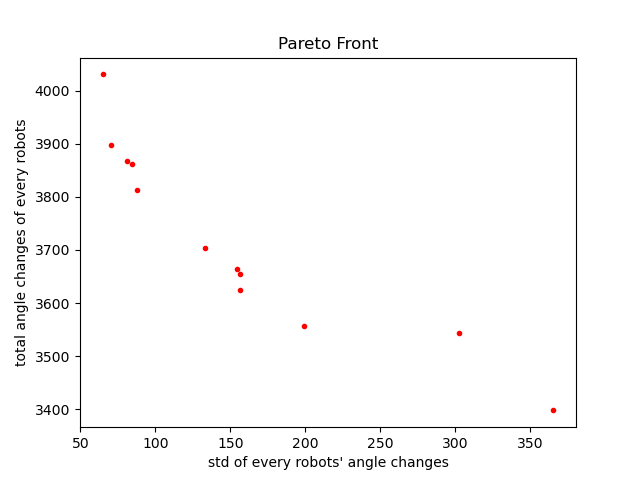 Pareto Front
total angle changes of every robots
4000
3900
3800
3700
3600
3500
3400
50 100 150 200 250 300 350
std of every robots' angle changes